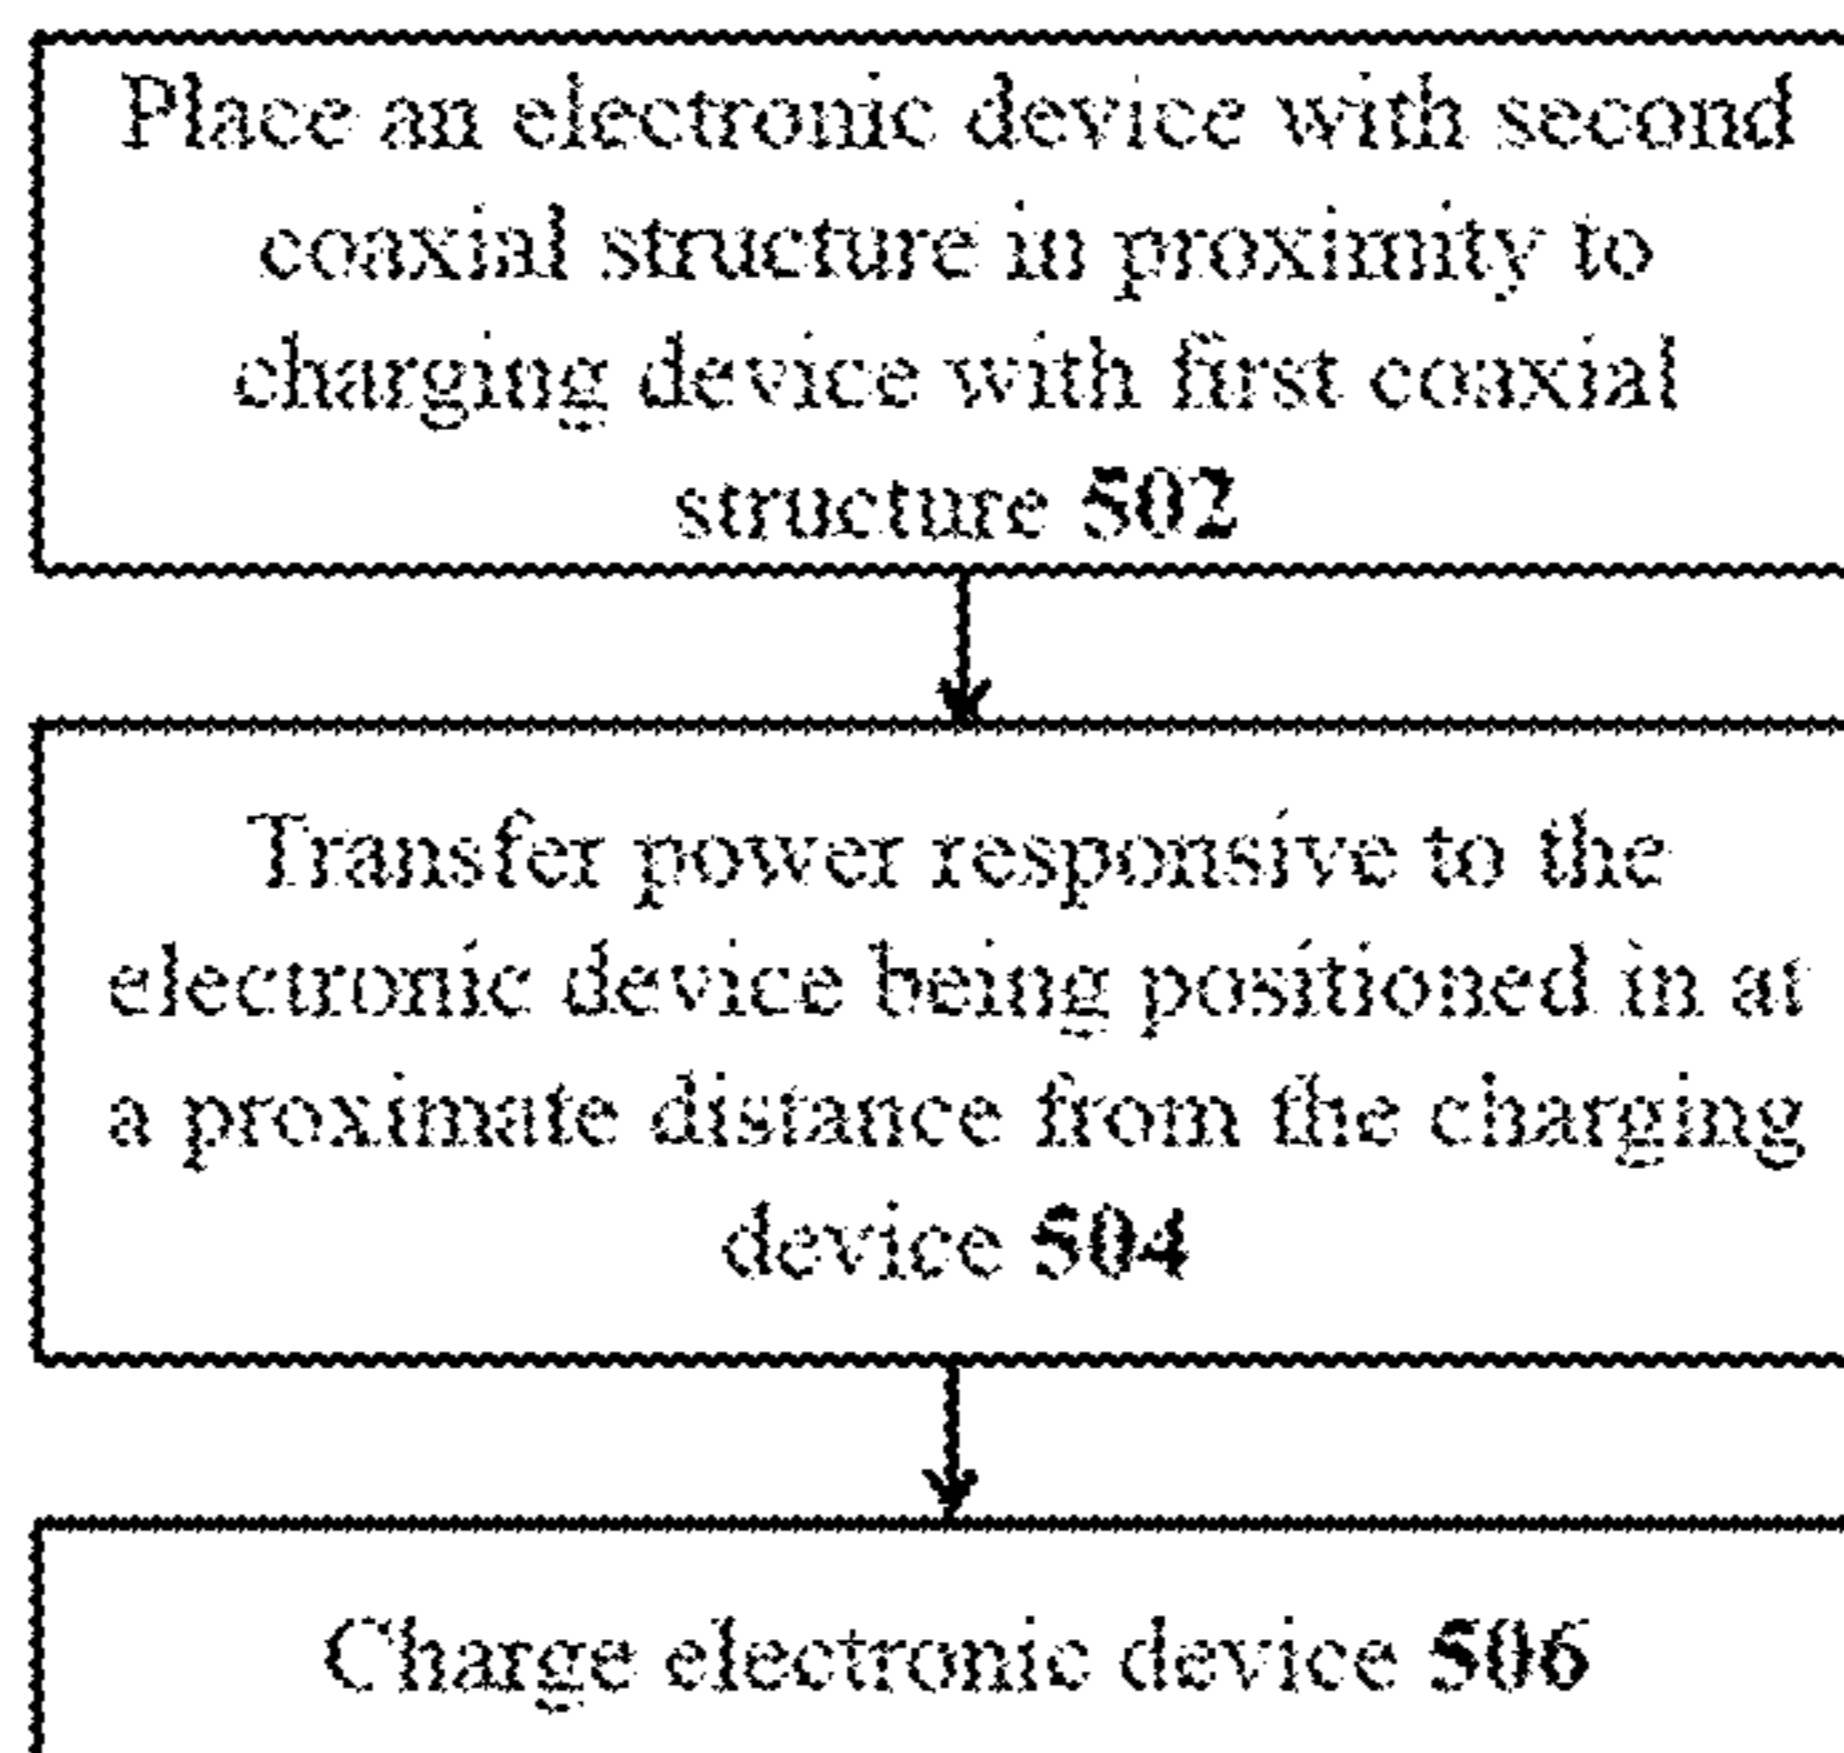 Place an electronic device with second
coaxial structure in proximity to
charging device with first coaxial
structure 502
Transfer power responsive to the
electronic device being positioned in at
a proximate distance from the charging
device 504
Charge electronic device 506